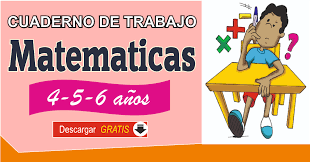 CUADERNO DE TRABAJO
Matematicas
4-5-6 años
Descargar GRATIS